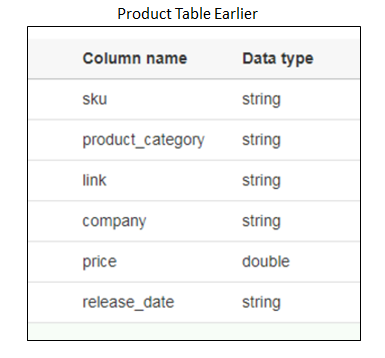 Product Table Earlier
Column name Data type
sku string
product_category string
link string
company string
price double
release_date string